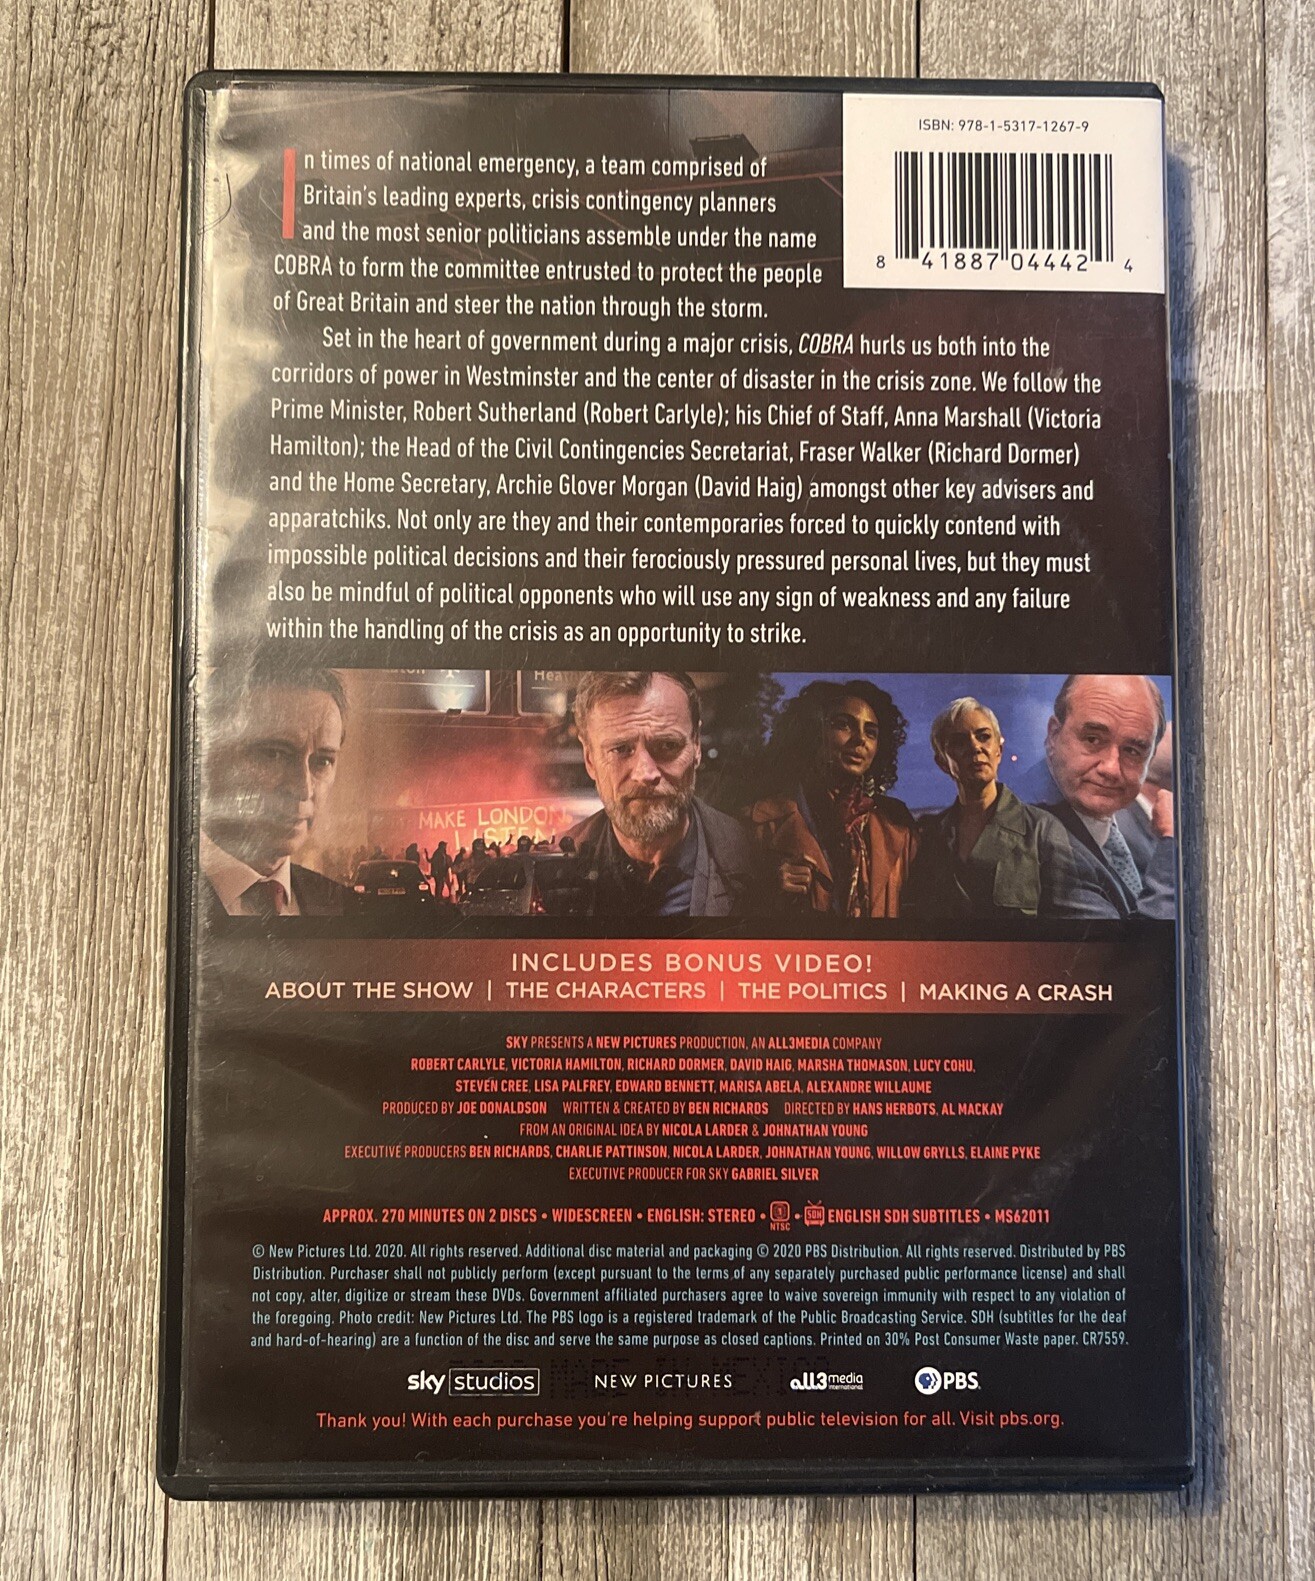 ISBN: 978-1-5317-1267-9
8 41887 04442 4
In times of national emergency, a team comprised of
Britain's leading experts, crisis contingency planners
and the most senior politicians assemble under the name
COBRA to form the committee entrusted to protect the people
of Great Britain and steer the nation through the storm.
Set in the heart of government during a major crisis, COBRA hurls us both into the
corridors of power in Westminster and the center of disaster in the crisis zone. We follow the
Prime Minister, Robert Sutherland (Robert Carlyle); his Chief of Staff, Anna Marshall (Victoria
Hamilton); the Head of the Civil Contingencies Secretariat, Fraser Walker (Richard Dormer)
and the Home Secretary, Archie Glover Morgan (David Haig) amongst other key advisers and
apparatchiks. Not only are they and their contemporaries forced to quickly contend with
impossible political decisions and their ferociously pressured personal lives, but they must
also be mindful of political opponents who will use any sign of weakness and any failure
within the handling of the crisis as an opportunity to strike.
MAKE LONDON
LISTEN
INCLUDES BONUS VIDEO!
ABOUT THE SHOW | THE CHARACTERS | THE POLITICS | MAKING A CRASH
SKY PRESENTS A NEW PICTURES PRODUCTION, AN ALL3MEDIA COMPANY
ROBERT CARLYLE, VICTORIA HAMILTON, RICHARD DORMER, DAVID HAIG, MARSHA THOMASON, LUCY COHU,
STEVEN CREE, LISA PALFREY, EDWARD BENNETT, MARISA ABELA, ALEXANDRE WILLAUME
PRODUCED BY JOE DONALDSON WRITTEN & CREATED BY BEN RICHARDS DIRECTED BY HANS HERBOTS, AL MACKAY
FROM AN ORIGINAL IDEA BY NICOLA LARDER & JOHNATHAN YOUNG
EXECUTIVE PRODUCERS BEN RICHARDS, CHARLIE PATTINSON, NICOLA LARDER, JOHNATHAN YOUNG, WILLOW GRYLLS, ELAINE PYKE
EXECUTIVE PRODUCER FOR SKY GABRIEL SILVER
APPROX. 270 MINUTES ON 2 DISCS • WIDESCREEN • ENGLISH: STEREO • 1 NTSC • SDH ENGLISH SDH SUBTITLES • MS62011
© New Pictures Ltd. 2020. All rights reserved. Additional disc material and packaging © 2020 PBS Distribution. All rights reserved. Distributed by PBS
Distribution. Purchaser shall not publicly perform (except pursuant to the terms of any separately purchased public performance license) and shall
not copy, alter, digitize or stream these DVDs. Government affiliated purchasers agree to waive sovereign immunity with respect to any violation of
the foregoing. Photo credit: New Pictures Ltd. The PBS logo is a registered trademark of the Public Broadcasting Service. SDH (subtitles for the deaf
and hard-of-hearing) are a function of the disc and serve the same purpose as closed captions. Printed on 30% Post Consumer Waste paper. CR7559.
MADE IN MEXICO
sky studios NEW PICTURES all3 media international PBS.
Thank you! With each purchase you're helping support public television for all. Visit pbs.org.